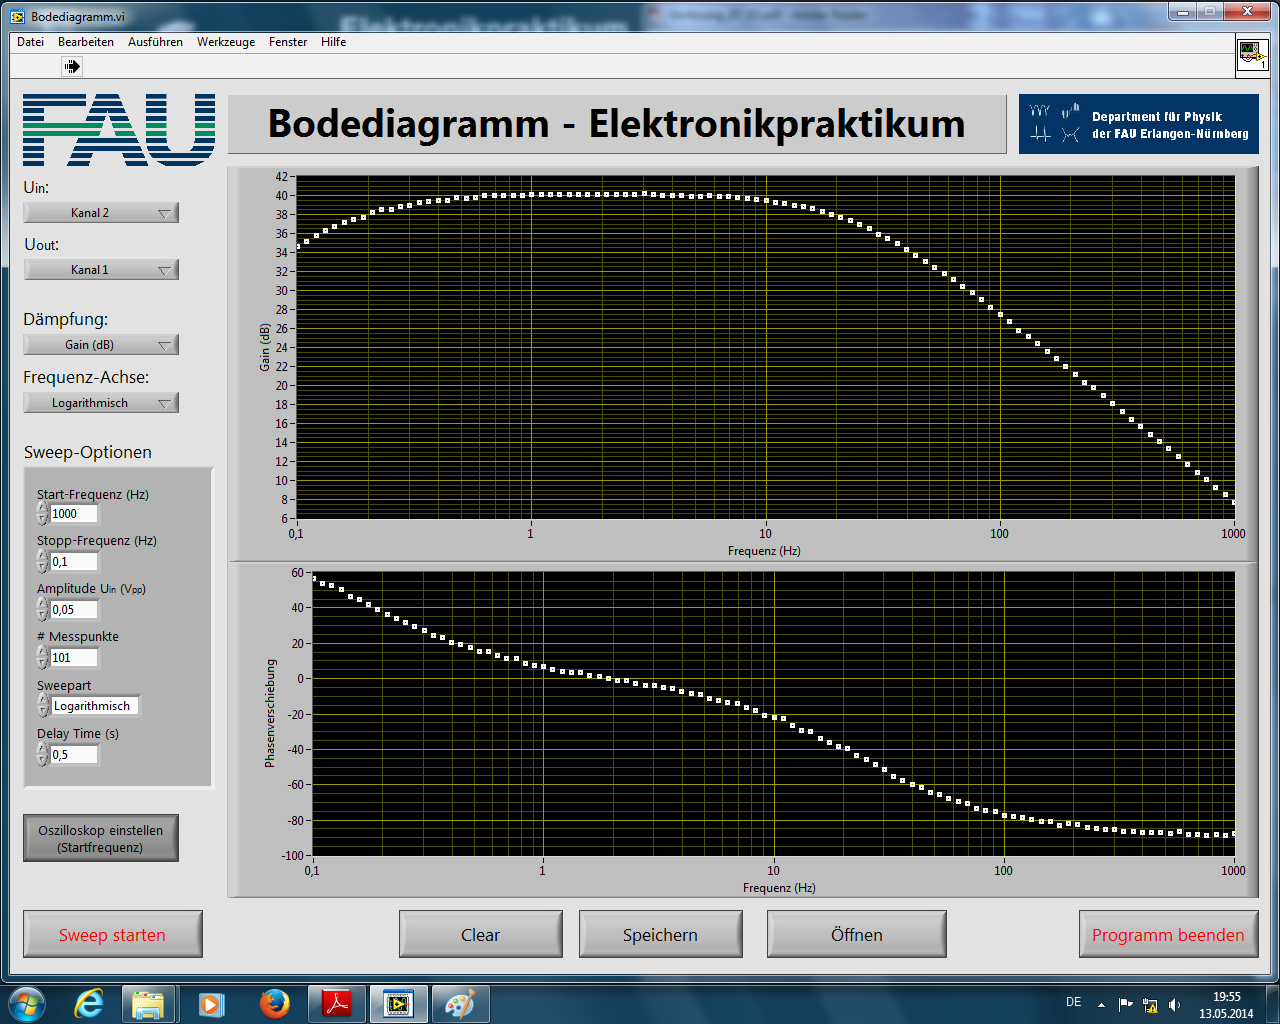 Bodediagramm.vi
Elektronikpraktikum
Datei Bearbeiten Ausführen Werkzeuge Fenster Hilfe
1
FAU
Bodediagramm - Elektronikpraktikum
Department für Physik
der FAU Erlangen-Nürnberg
Uin:
Kanal 2
Uout:
Kanal 1
Dämpfung:
Gain (dB)
Frequenz-Achse:
Logarithmisch
Sweep-Optionen
Start-Frequenz (Hz)
1000
Stopp-Frequenz (Hz)
0,1
Amplitude Uin (Vpp)
0,05
# Messpunkte
101
Sweepart
Logarithmisch
Delay Time (s)
0,5
Oszilloskop einstellen
(Startfrequenz)
Gain (dB)
42
40
38
36
34
32
30
28
26
24
22
20
18
16
14
12
10
8
6
0,1 1 10 100 1000
Frequenz (Hz)
Phasenverschiebung
60
40
20
0
-20
-40
-60
-80
-100
0,1 1 10 100 1000
Frequenz (Hz)
Sweep starten Clear Speichern Öffnen Programm beenden
DE
19:55
13.05.2014